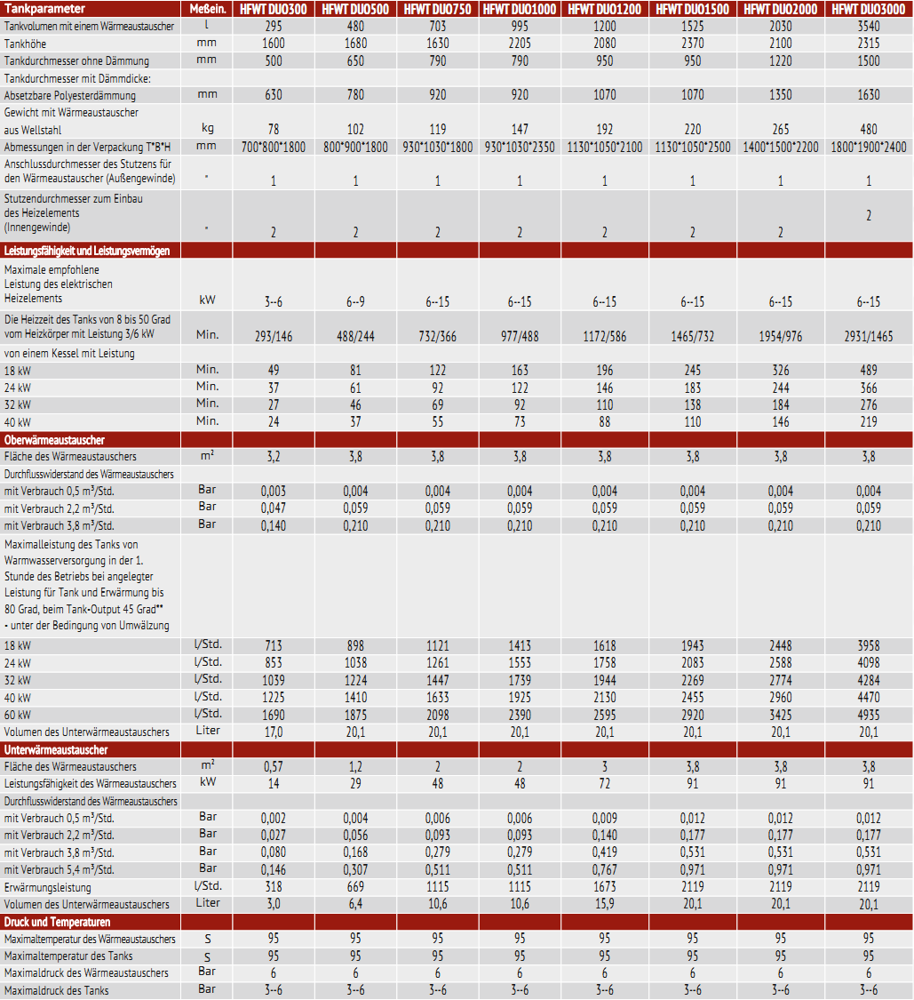 Tankparameter Meßein. HFWT DUO300 HFWT DUO500 HFWT DUO750 HFWT DUO1000 HFWT DUO1200 HFWT DUO1500 HFWT DUO2000 HFWT DUO3000
Tankvolumen mit einem Wärmeaustauscher l 295 480 703 995 1200 1525 2030 3540
Tankhöhe mm 1600 1680 1630 2205 2080 2370 2100 2315
Tankdurchmesser ohne Dämmung mm 500 650 790 790 950 950 1220 1500
Tankdurchmesser mit Dämmdicke:
Absetzbare Polyesterdämmung mm 630 780 920 920 1070 1070 1350 1630
Gewicht mit Wärmeaustauscher
aus Wellstahl kg 78 102 119 147 192 220 265 480
Abmessungen in der Verpackung T*B*H mm 700*800*1800 800*900*1800 930*1030*1800 930*1030*2350 1130*1050*2100 1130*1050*2500 1400*1500*2200 1800*1900*2400
Anschlussdurchmesser des Stutzens für
den Wärmeaustauscher (Außengewinde) " 1 1 1 1 1 1 1 1
Stutzendurchmesser zum Einbau
des Heizelements 2
(Innengewinde) " 2 2 2 2 2 2 2
Leistungsfähigkeit und Leistungsvermögen
Maximale empfohlene
Leistung des elektrischen
Heizelements kW 3--6 6--9 6--15 6--15 6--15 6--15 6--15 6--15
Die Heizzeit des Tanks von 8 bis 50 Grad
vom Heizkörper mit Leistung 3/6 kW Min. 293/146 488/244 732/366 977/488 1172/586 1465/732 1954/976 2931/1465
von einem Kessel mit Leistung
18 kW Min. 49 81 122 163 196 245 326 489
24 kW Min. 37 61 92 122 146 183 244 366
32 kW Min. 27 46 69 92 110 138 184 276
40 kW Min. 24 37 55 73 88 110 146 219
Oberwärmeaustauscher
Fläche des Wärmeaustauschers m² 3,2 3,8 3,8 3,8 3,8 3,8 3,8 3,8
Durchflusswiderstand des Wärmeaustauschers
mit Verbrauch 0,5 m³/Std. Bar 0,003 0,004 0,004 0,004 0,004 0,004 0,004 0,004
mit Verbrauch 2,2 m³/Std. Bar 0,047 0,059 0,059 0,059 0,059 0,059 0,059 0,059
mit Verbrauch 3,8 m³/Std. Bar 0,140 0,210 0,210 0,210 0,210 0,210 0,210 0,210
Maximalleistung des Tanks von
Warmwasserversorgung in der 1.
Stunde des Betriebs bei angelegter
Leistung für Tank und Erwärmung bis
80 Grad, beim Tank-Output 45 Grad**
- unter der Bedingung von Umwälzung
18 kW l/Std. 713 898 1121 1413 1618 1943 2448 3958
24 kW l/Std. 853 1038 1261 1553 1758 2083 2588 4098
32 kW l/Std. 1039 1224 1447 1739 1944 2269 2774 4284
40 kW l/Std. 1225 1410 1633 1925 2130 2455 2960 4470
60 kW l/Std. 1690 1875 2098 2390 2595 2920 3425 4935
Volumen des Unterwärmeaustauschers Liter 17,0 20,1 20,1 20,1 20,1 20,1 20,1 20,1
Unterwärmeaustauscher
Fläche des Wärmeaustauschers m² 0,57 1,2 2 2 3 3,8 3,8 3,8
Leistungsfähigkeit des Wärmeaustauschers kW 14 29 48 48 72 91 91 91
Durchflusswiderstand des Wärmeaustauschers
mit Verbrauch 0,5 m³/Std. Bar 0,002 0,004 0,006 0,006 0,009 0,012 0,012 0,012
mit Verbrauch 2,2 m³/Std. Bar 0,027 0,056 0,093 0,093 0,140 0,177 0,177 0,177
mit Verbrauch 3,8 m³/Std. Bar 0,080 0,168 0,279 0,279 0,419 0,531 0,531 0,531
mit Verbrauch 5,4 m³/Std. Bar 0,146 0,307 0,511 0,511 0,767 0,971 0,971 0,971
Erwärmungsleistung l/Std. 318 669 1115 1115 1673 2119 2119 2119
Volumen des Unterwärmeaustauschers Liter 3,0 6,4 10,6 10,6 15,9 20,1 20,1 20,1
Druck und Temperaturen
Maximaltemperatur des Wärmeaustauschers S 95 95 95 95 95 95 95 95
Maximaltemperatur des Tanks S 95 95 95 95 95 95 95 95
Maximaldruck des Wärmeaustauschers Bar 6 6 6 6 6 6 6 6
Maximaldruck des Tanks Bar 3--6 3--6 3--6 3--6 3--6 3--6 3--6 3--6